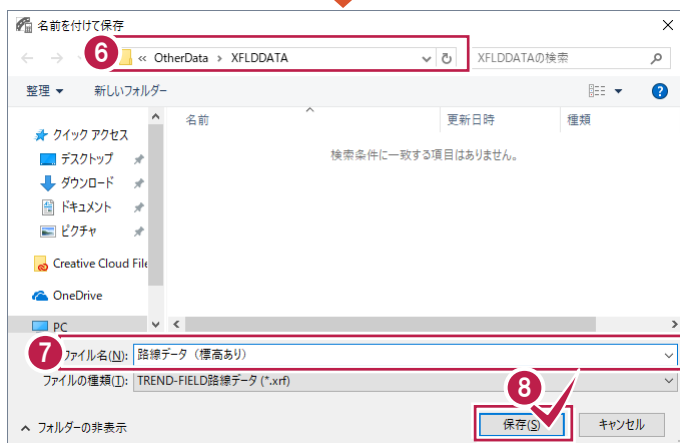 名前を付けて保存
6
« OtherData › XFLDDATA
XFLDDATAの検索
整理
新しいフォルダー
?
名前
更新日時
種類
検索条件に一致する項目はありません。
クイック アクセス
デスクトップ
ダウンロード
ドキュメント
ピクチャ
Creative Cloud File
OneDrive
PC
7
ファイル名(N):
路線データ（標高あり）
ファイルの種類(T):
TREND-FIELD路線データ (*.xrf)
8
フォルダーの非表示
保存(S)
キャンセル